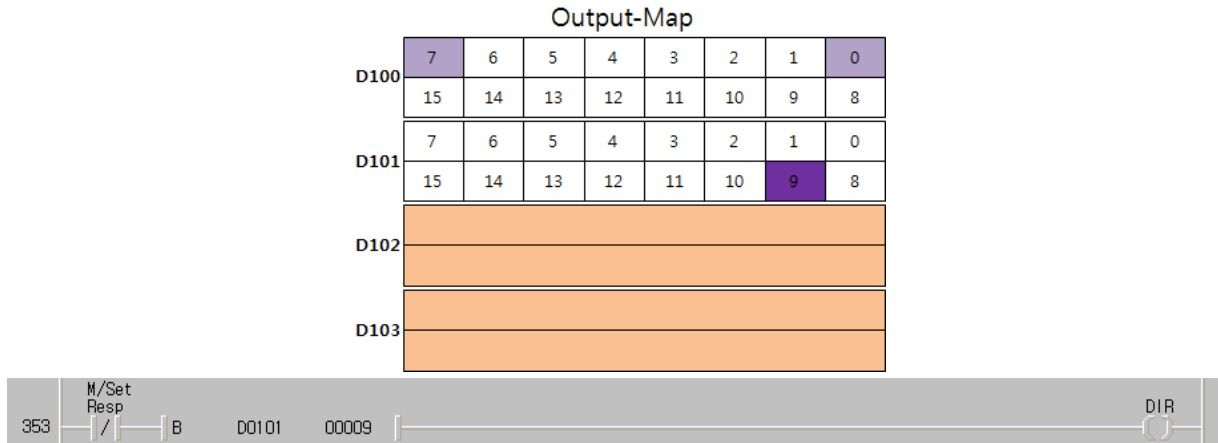 Output-Map
D100
7 6 5 4 3 2 1 0
15 14 13 12 11 10 9 8
D101
7 6 5 4 3 2 1 0
15 14 13 12 11 10 9 8
D102
D103
M/Set
Resp
DIR
353 / B D0101 00009